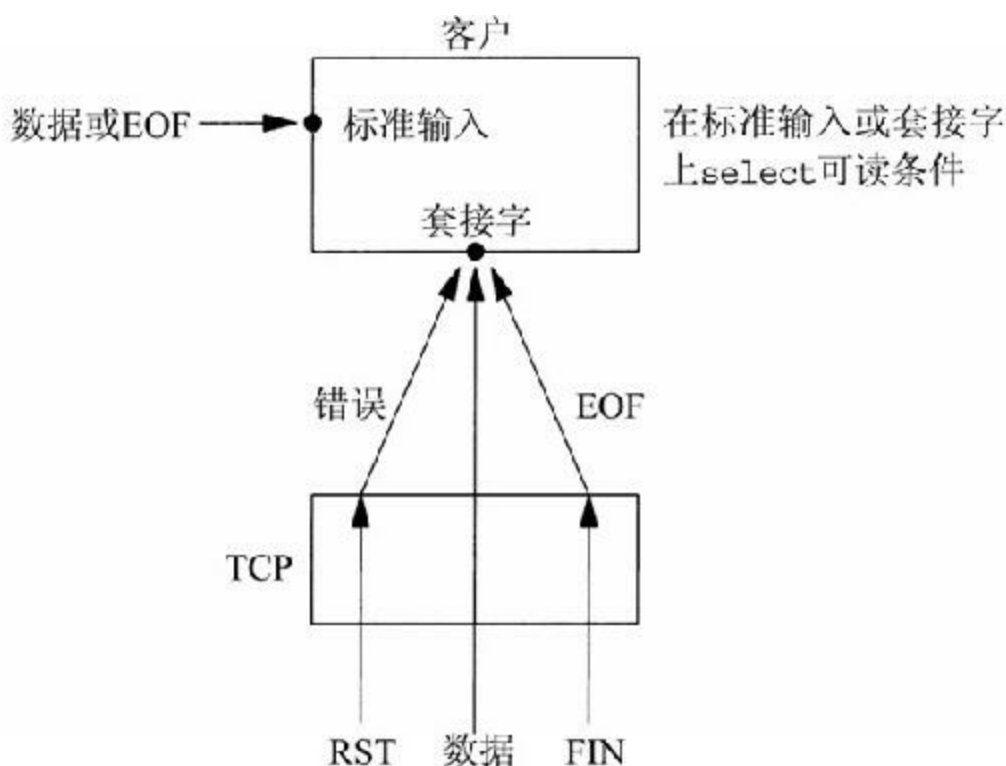 客户
数据或EOF
标准输入
在标准输入或套接字
上select可读条件
套接字
错误
EOF
TCP
RST
数据
FIN